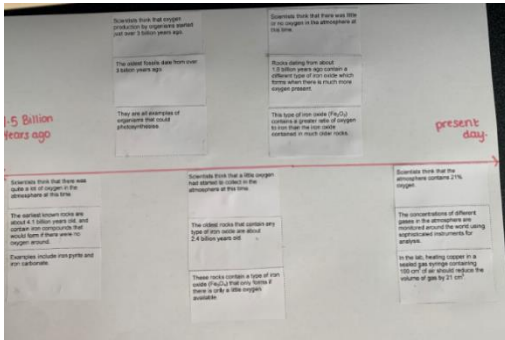 Scientists think that oxygen
production by organisms started
just over 3 billion years ago.
The oldest fossils date from over
3 billion years ago
They are all examples of
organisms that could
photosynthesise.
Scientists think that there was little
or no oxygen in the atmosphere at
this time.
Rocks dating from about
billion years ago contain a
different type of iron oxide which
forms when there is much more
oxygen present.
This type of iron oxide (Fe₂O₃)
contains a greater ratio of oxygen
to iron than the iron oxide
contained in much older rocks.
.5 Billion
Years ago
present
day.
Scientists think that there was
quite a lot of oxygen in the
atmosphere at this time.
The earliest known rocks are
about 4.1 billion years old, and
contain iron compounds that
would form if there were no
oxygen around.
Examples include iron pyrite and
iron carbonate.
Scientists think that a little oxygen
had started to collect in the
atmosphere at this time.
The oldest rocks that contain any
type of iron oxide are about
2.4 billion years old.
These rocks contain a type of iron
oxide (Fe₃O₄) that only forms if
there is only a little oxygen
available.
Scientists think that the
atmosphere contains 21%
oxygen.
The concentrations of different
gases in the atmosphere are
monitored around the world using
sophisticated instruments for
analysis.
In the lab, heating copper in a
sealed gas syringe containing
100 cm³ of air should reduce the
volume of gas by 21 cm³.